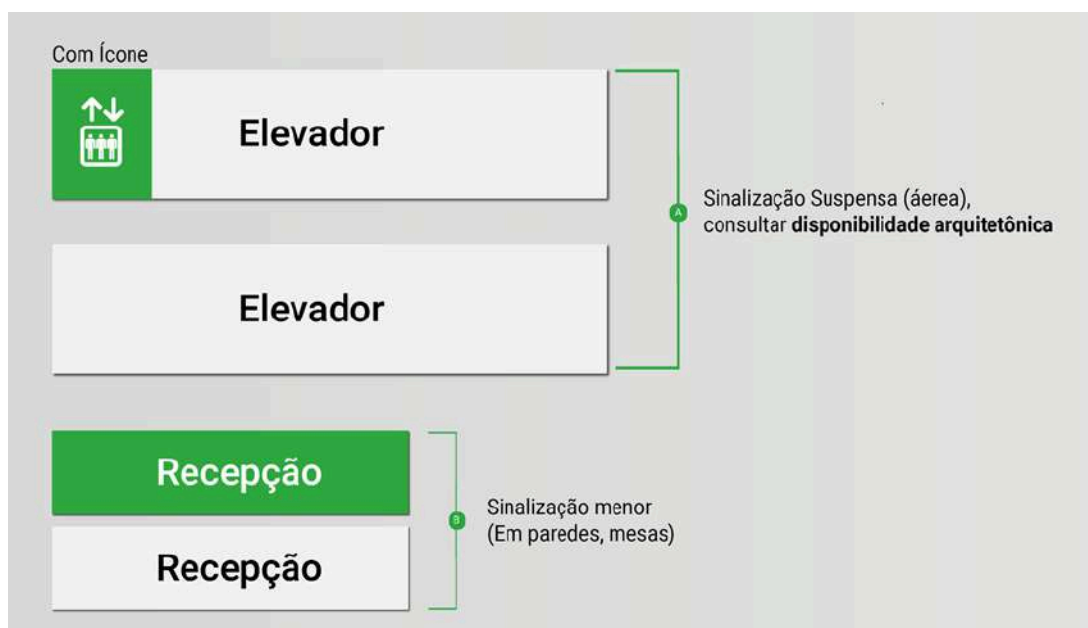 Com Ícone
Elevador
A
Sinalização Suspensa (áerea),
consultar disponibilidade arquitetônica
Elevador
Recepção
B
Sinalização menor
(Em paredes, mesas)
Recepção